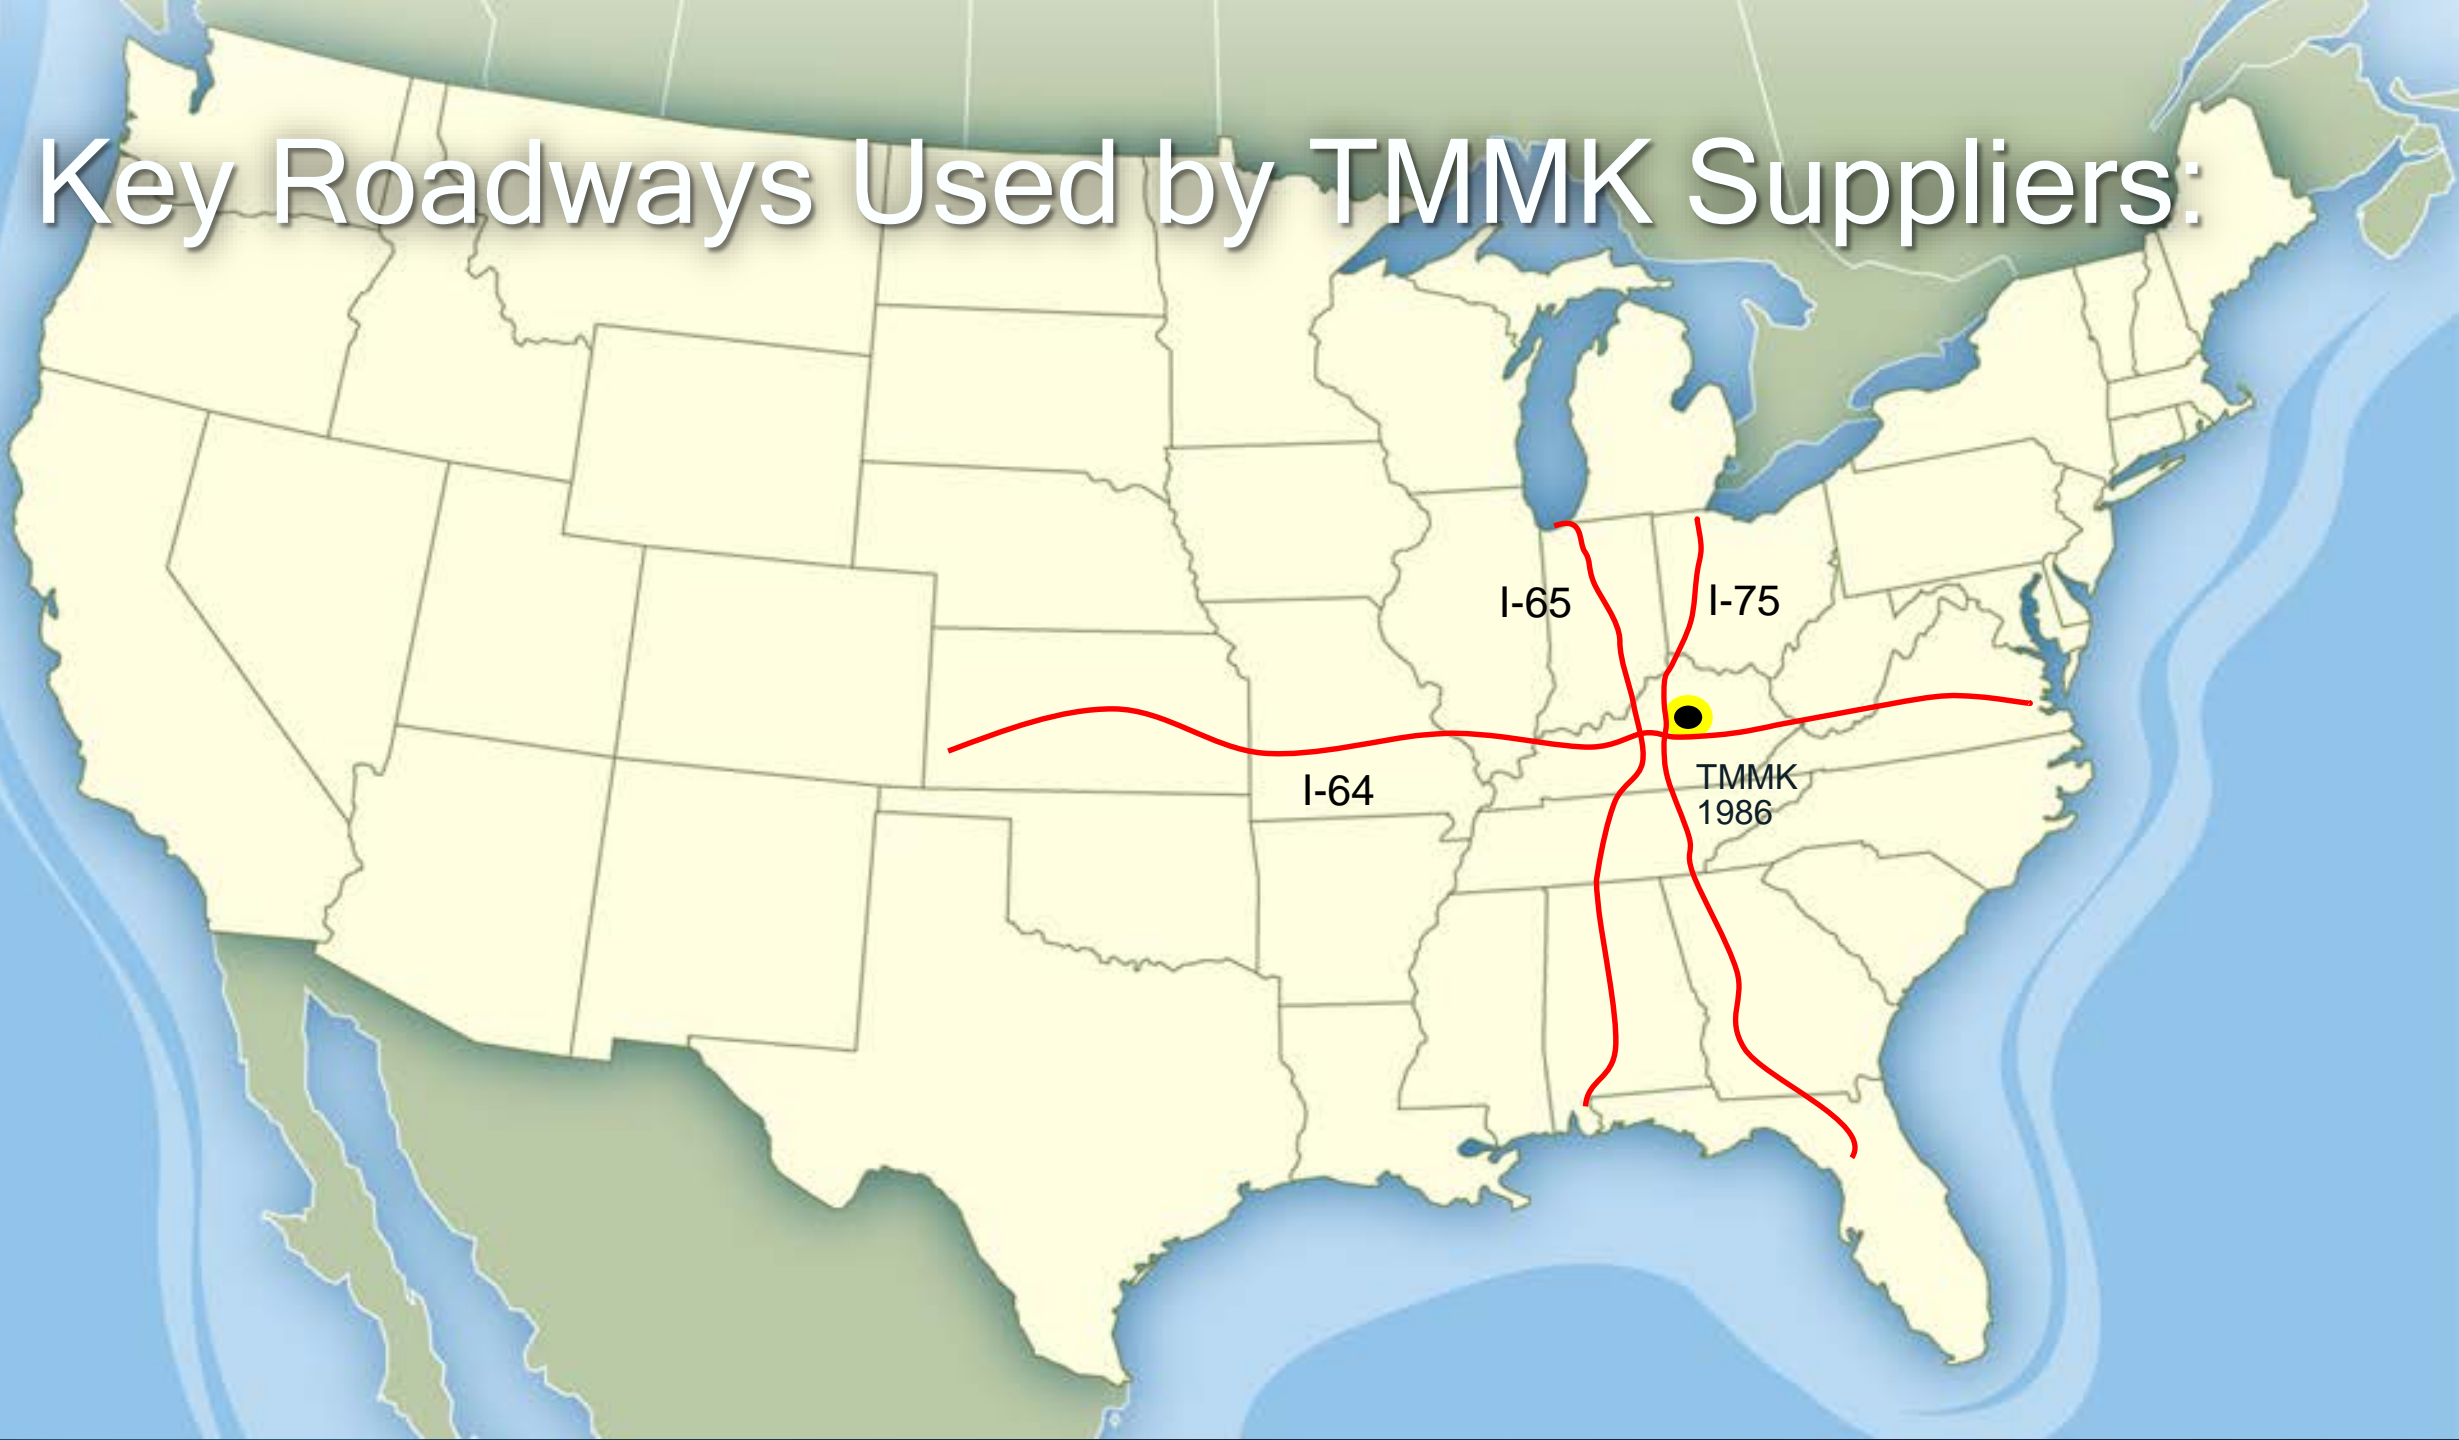 Key Roadways Used by TMMK Suppliers:
I-65
I-75
I-64
TMMK
1986